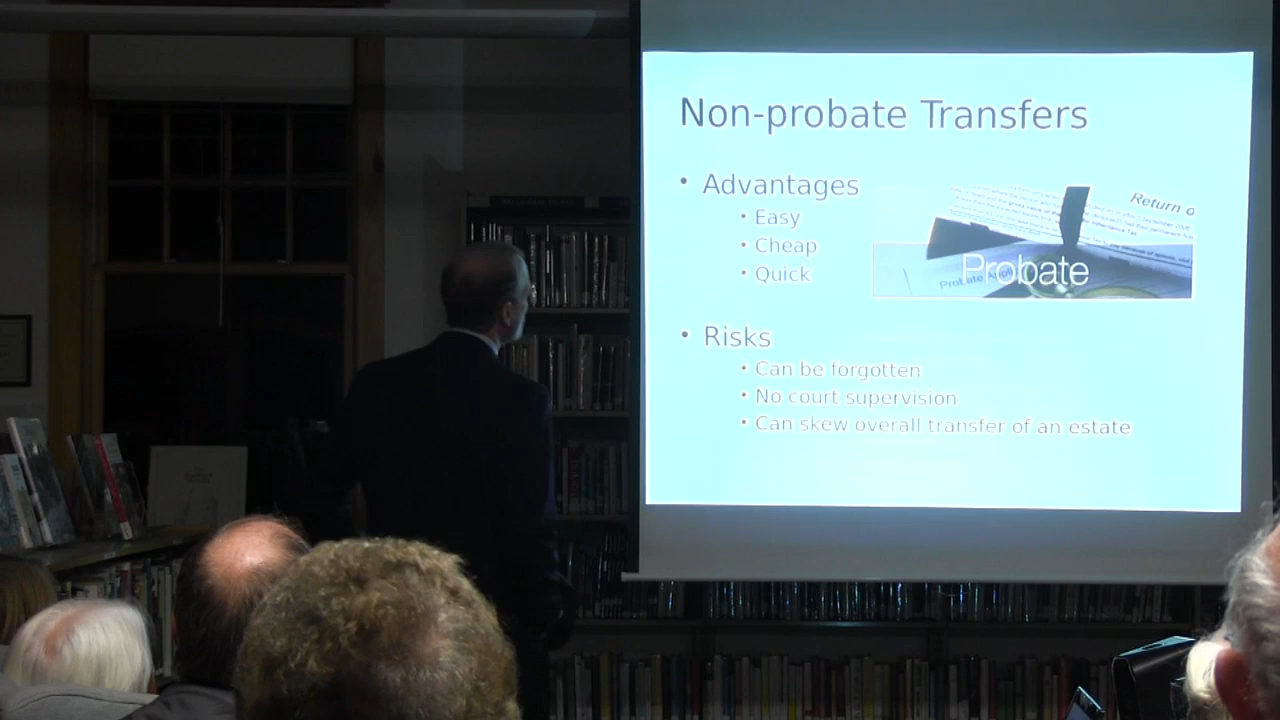 Non-probate Transfers
• Advantages
• Easy
• Cheap
• Quick
Return o
Probate
• Risks
• Can be forgotten
• No court supervision
• Can skew overall transfer of an estate